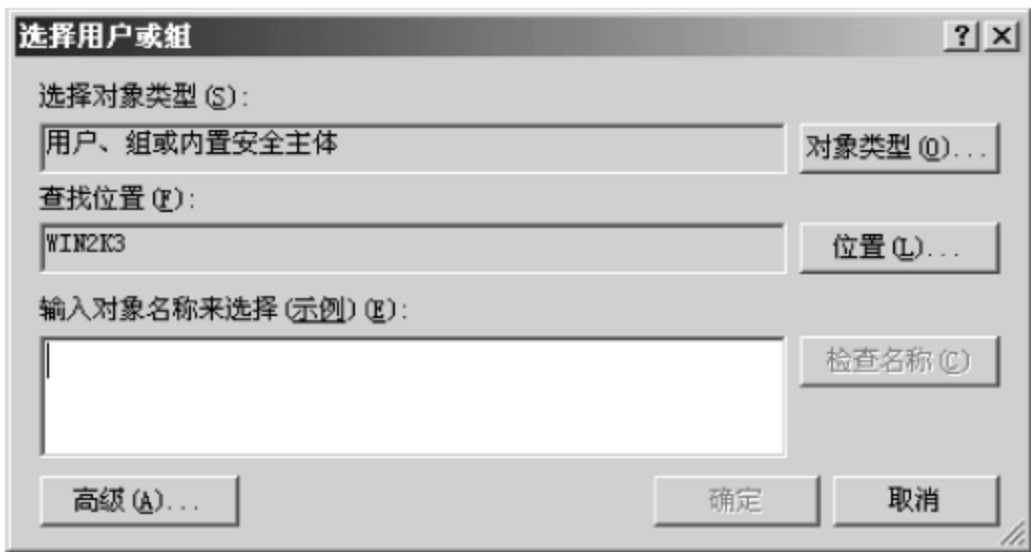 选择用户或组
选择对象类型(S):
用户、组或内置安全主体 对象类型(O)...
查找位置(F):
WIN2K3 位置(L)...
输入对象名称来选择(示例)(E):
检查名称(C)
高级(A)... 确定 取消